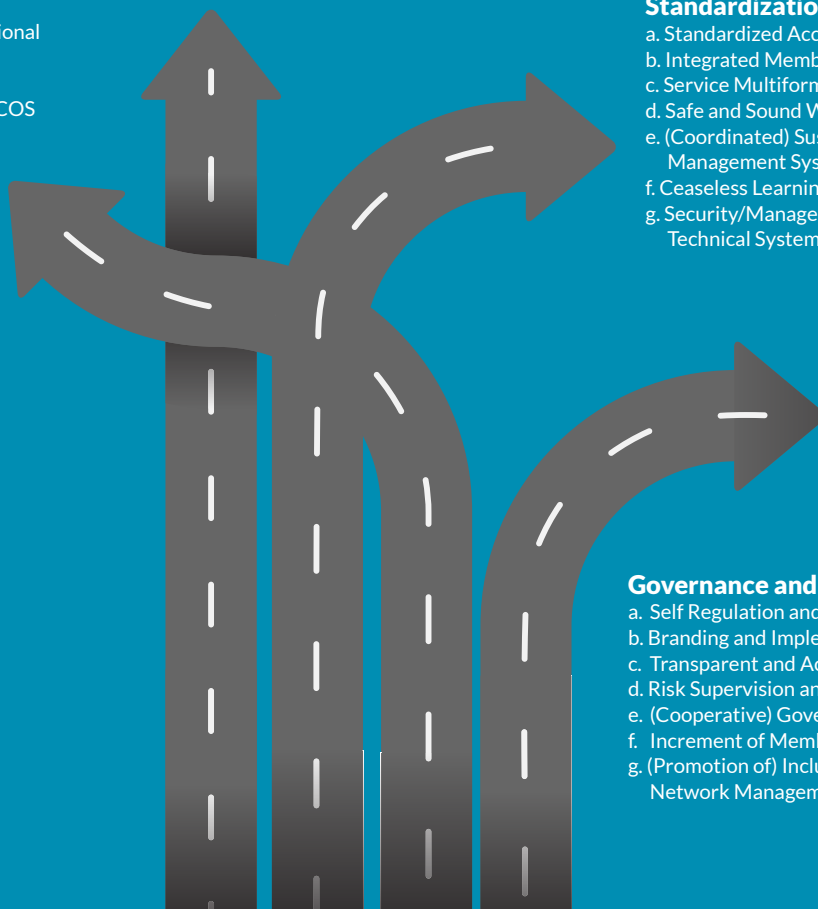 ional
COS
Standardizatio
a. Standardized Acc
b. Integrated Memb
c. Service Multiform
d. Safe and Sound W
e. (Coordinated) Sus
Management Sys
f. Ceaseless Learnin
g. Security/Manage
Technical System
Governance and
a. Self Regulation and
b. Branding and Imple
c. Transparent and Ac
d. Risk Supervision an
e. (Cooperative) Gove
f. Increment of Memb
g. (Promotion of) Inclu
Network Managem